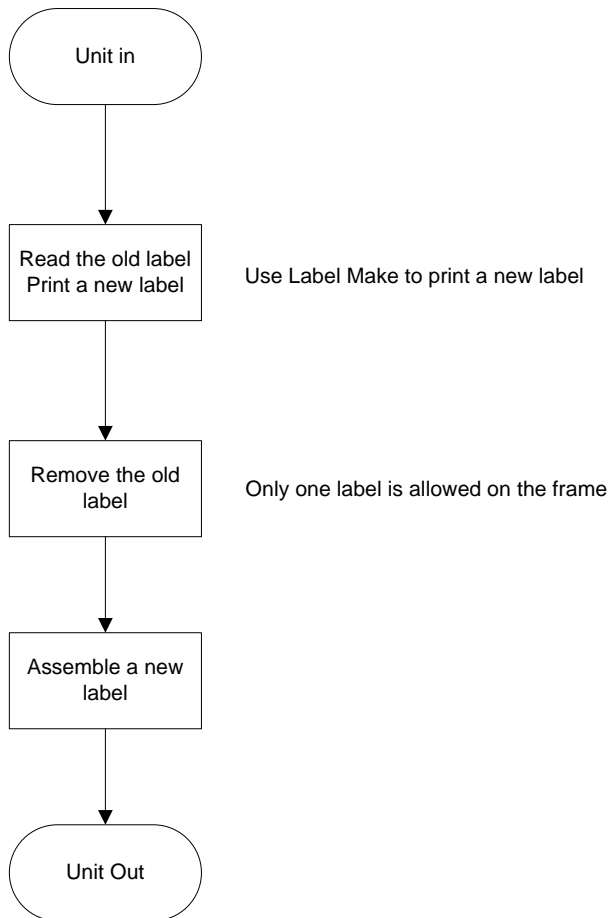 Unit in
Read the old label
Print a new label
Use Label Make to print a new label
Remove the old
label
Only one label is allowed on the frame
Assemble a new
label
Unit Out